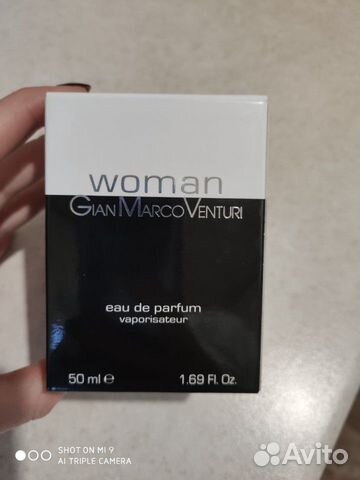 woman
GIANMARCOVENTURI
eau de parfum
vaporisateur
50 ml ℮ 1.69 Fl. Oz.
SHOT ON MI 9
AI TRIPLE CAMERA
Avito